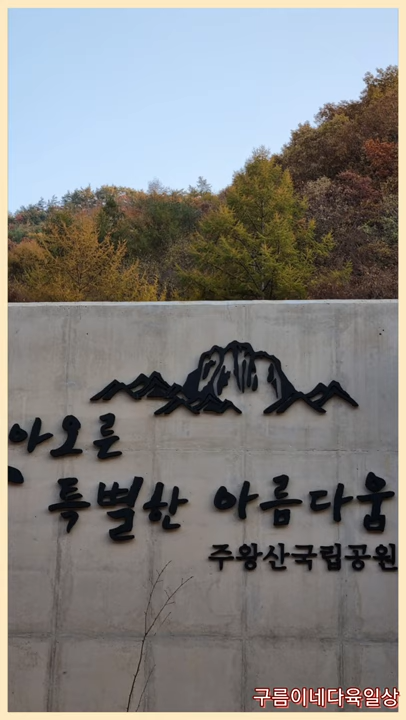 아오른
특별한 아름다움
주왕산국립공원
구름이네다육일상